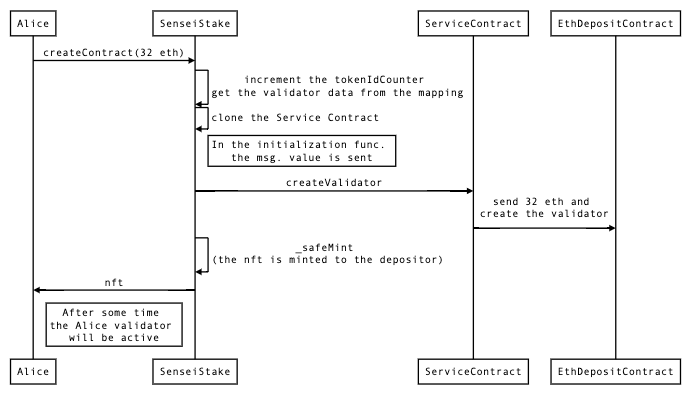 Alice
SenseiStake
ServiceContract
EthDepositContract
createContract(32 eth)
increment the tokenIdCounter
get the validator data from the mapping
clone the Service Contract
In the initialization func.
the msg. value is sent
createValidator
send 32 eth and
create the validator
_safeMint
(the nft is minted to the depositor)
nft
After some time
the Alice validator
will be active
Alice
SenseiStake
ServiceContract
EthDepositContract